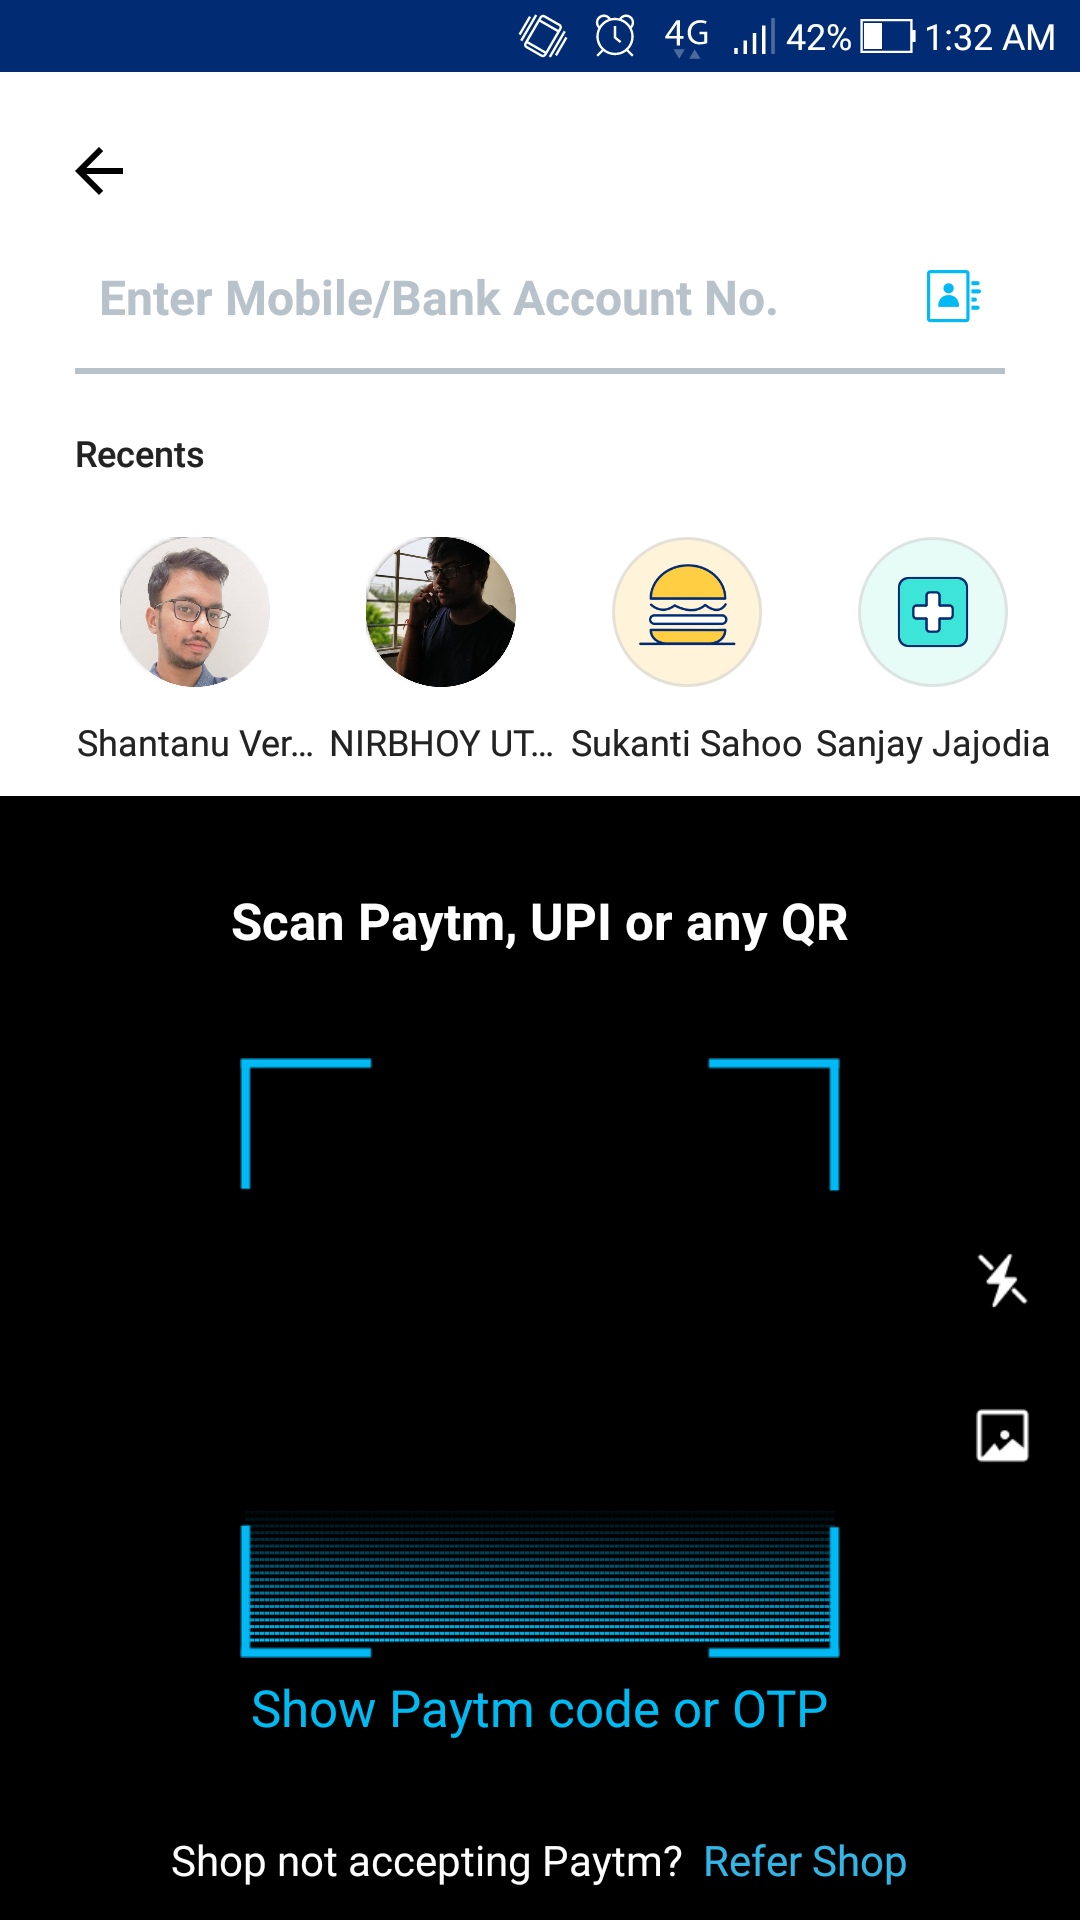 4G 42% 1:32 AM
Enter Mobile/Bank Account No.
Recents
Shantanu Ver... NIRBHOY UT... Sukanti Sahoo Sanjay Jajodia
Scan Paytm, UPI or any QR
Show Paytm code or OTP
Shop not accepting Paytm? Refer Shop